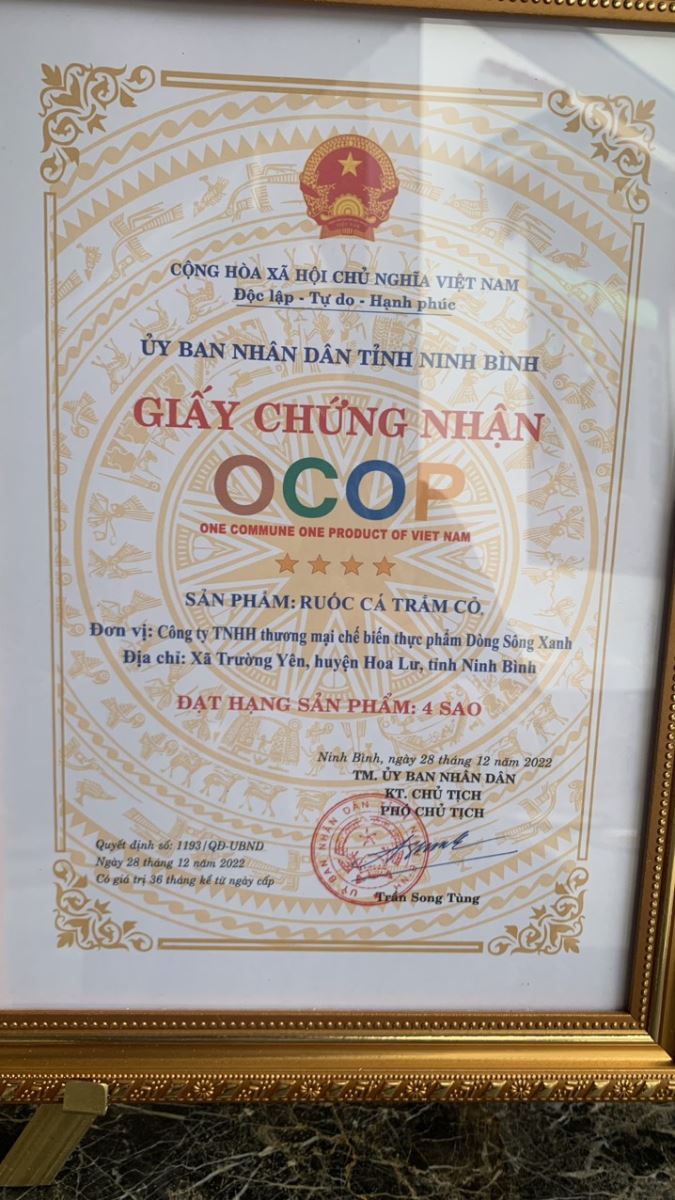 CỘNG HÒA XÃ HỘI CHỦ NGHĨA VIỆT NAM
Độc lập - Tự do - Hạnh phúc
ỦY BAN NHÂN DÂN TỈNH NINH BÌNH
GIẤY CHỨNG NHẬN
OCOP
ONE COMMUNE ONE PRODUCT OF VIET NAM
SẢN PHẨM: RUỐC CÁ TRẮM CỎ.
Đơn vị: Công ty TNHH thương mại chế biến thực phẩm Dòng Sông Xanh
Địa chỉ: Xã Trường Yên, huyện Hoa Lư, tỉnh Ninh Bình
ĐẠT HẠNG SẢN PHẨM: 4 SAO
Ninh Bình, ngày 28 tháng 12 năm 2022
TM. ỦY BAN NHÂN DÂN
KT. CHỦ TỊCH
PHÓ CHỦ TỊCH
ỦY BAN NHÂN DÂN
Trần Song Tùng
Quyết định số: 1193/QĐ-UBND
Ngày 28 tháng 12 năm 2022
Có giá trị 36 tháng kể từ ngày cấp